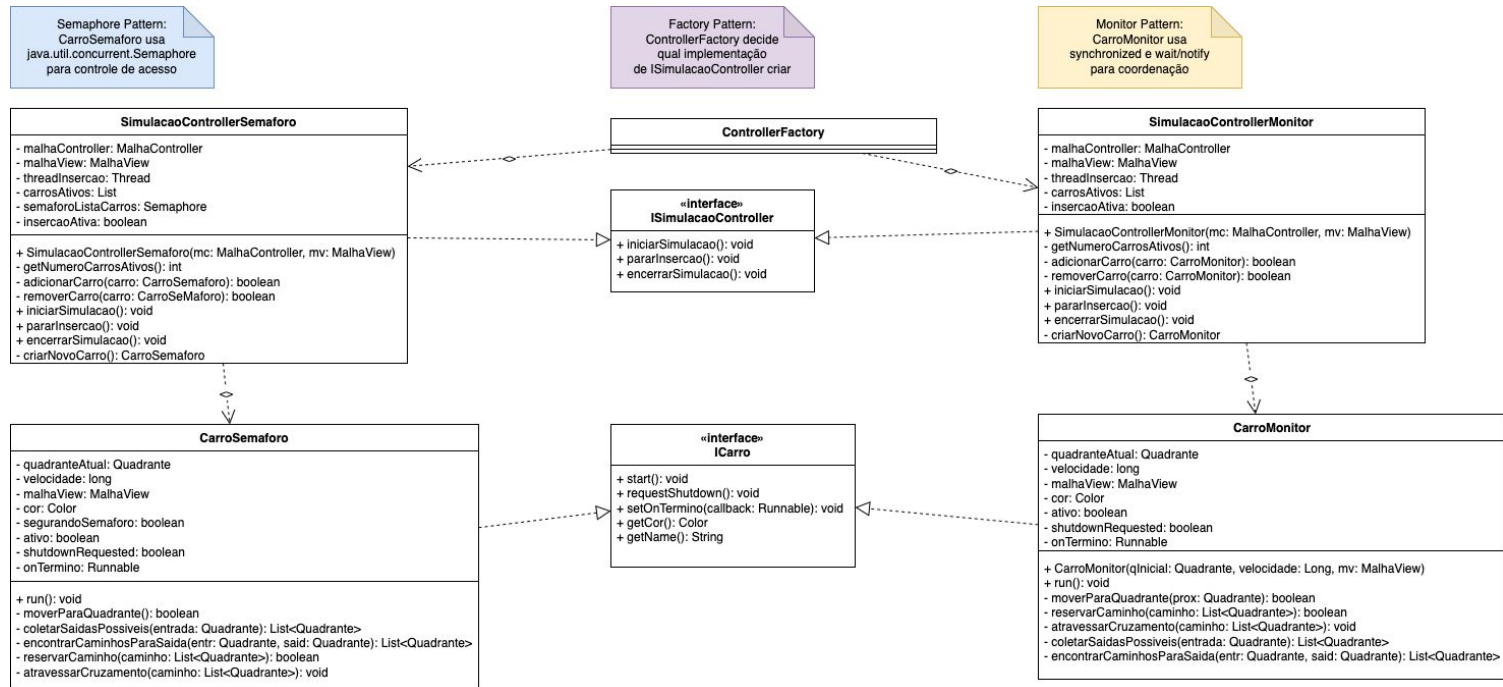 Semaphore Pattern:
CarroSemaforo usa
java.util.concurrent.Semaphore
para controle de acesso
Factory Pattern:
ControllerFactory decide
qual implementação
de ISimulacaoController criar
Monitor Pattern:
CarroMonitor usa
synchronized e wait/notify
para coordenação
SimulacaoControllerSemaforo
- malhaController: MalhaController
- malhaView: MalhaView
- threadInsercao: Thread
- carrosAtivos: List
- semaforoListaCarros: Semaphore
- insercaoAtiva: boolean
+ SimulacaoControllerSemaforo(mc: MalhaController, mv: MalhaView)
- getNumeroCarrosAtivos(): int
- adicionarCarro(carro: CarroSemaforo): boolean
- removerCarro(carro: CarroSeMaforo): boolean
+ iniciarSimulacao(): void
+ pararInsercao(): void
+ encerrarSimulacao(): void
- criarNovoCarro(): CarroSemaforo
ControllerFactory
«interface»
ISimulacaoController
+ iniciarSimulacao(): void
+ pararInsercao(): void
+ encerrarSimulacao(): void
SimulacaoControllerMonitor
- malhaController: MalhaController
- malhaView: MalhaView
- threadInsercao: Thread
- carrosAtivos: List
- insercaoAtiva: boolean
+ SimulacaoControllerMonitor(mc: MalhaController, mv: MalhaView)
- getNumeroCarrosAtivos(): int
- adicionarCarro(carro: CarroMonitor): boolean
- removerCarro(carro: CarroMonitor): boolean
+ iniciarSimulacao(): void
+ pararInsercao(): void
+ encerrarSimulacao(): void
- criarNovoCarro(): CarroMonitor
CarroSemaforo
- quadranteAtual: Quadrante
- velocidade: long
- malhaView: MalhaView
- cor: Color
- segurandoSemaforo: boolean
- ativo: boolean
- shutdownRequested: boolean
- onTermino: Runnable
+ run(): void
- moverParaQuadrante(): boolean
- coletarSaidasPossiveis(entrada: Quadrante): List<Quadrante>
- encontrarCaminhosParaSaida(entr: Quadrante, said: Quadrante): List<Quadrante>
- reservarCaminho(caminho: List<Quadrante>): boolean
- atravessarCruzamento(caminho: List<Quadrante>): void
«interface»
ICarro
+ start(): void
+ requestShutdown(): void
+ setOnTermino(callback: Runnable): void
+ getCor(): Color
+ getName(): String
CarroMonitor
- quadranteAtual: Quadrante
- velocidade: long
- malhaView: MalhaView
- cor: Color
- ativo: boolean
- shutdownRequested: boolean
- onTermino: Runnable
+ CarroMonitor(qInicial: Quadrante, velocidade: Long, mv: MalhaView)
+ run(): void
- moverParaQuadrante(prox: Quadrante): boolean
- reservarCaminho(caminho: List<Quadrante>): boolean
- atravessarCruzamento(caminho: List<Quadrante>): void
- coletarSaidasPossiveis(entrada: Quadrante): List<Quadrante>
- encontrarCaminhosParaSaida(entr: Quadrante, said: Quadrante): List<Quadrante>